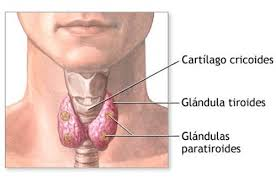 Cartílago cricoides
Glándula tiroides
Glándulas
paratiroides